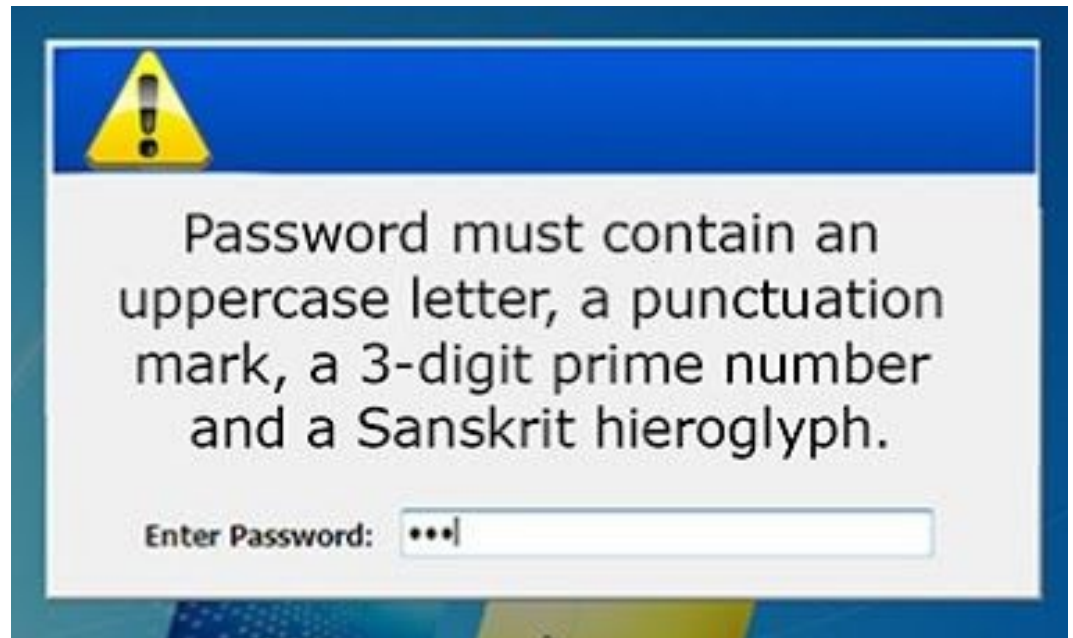 Password must contain an
uppercase letter, a punctuation
mark, a 3-digit prime number
and a Sanskrit hieroglyph.
Enter Password: •••